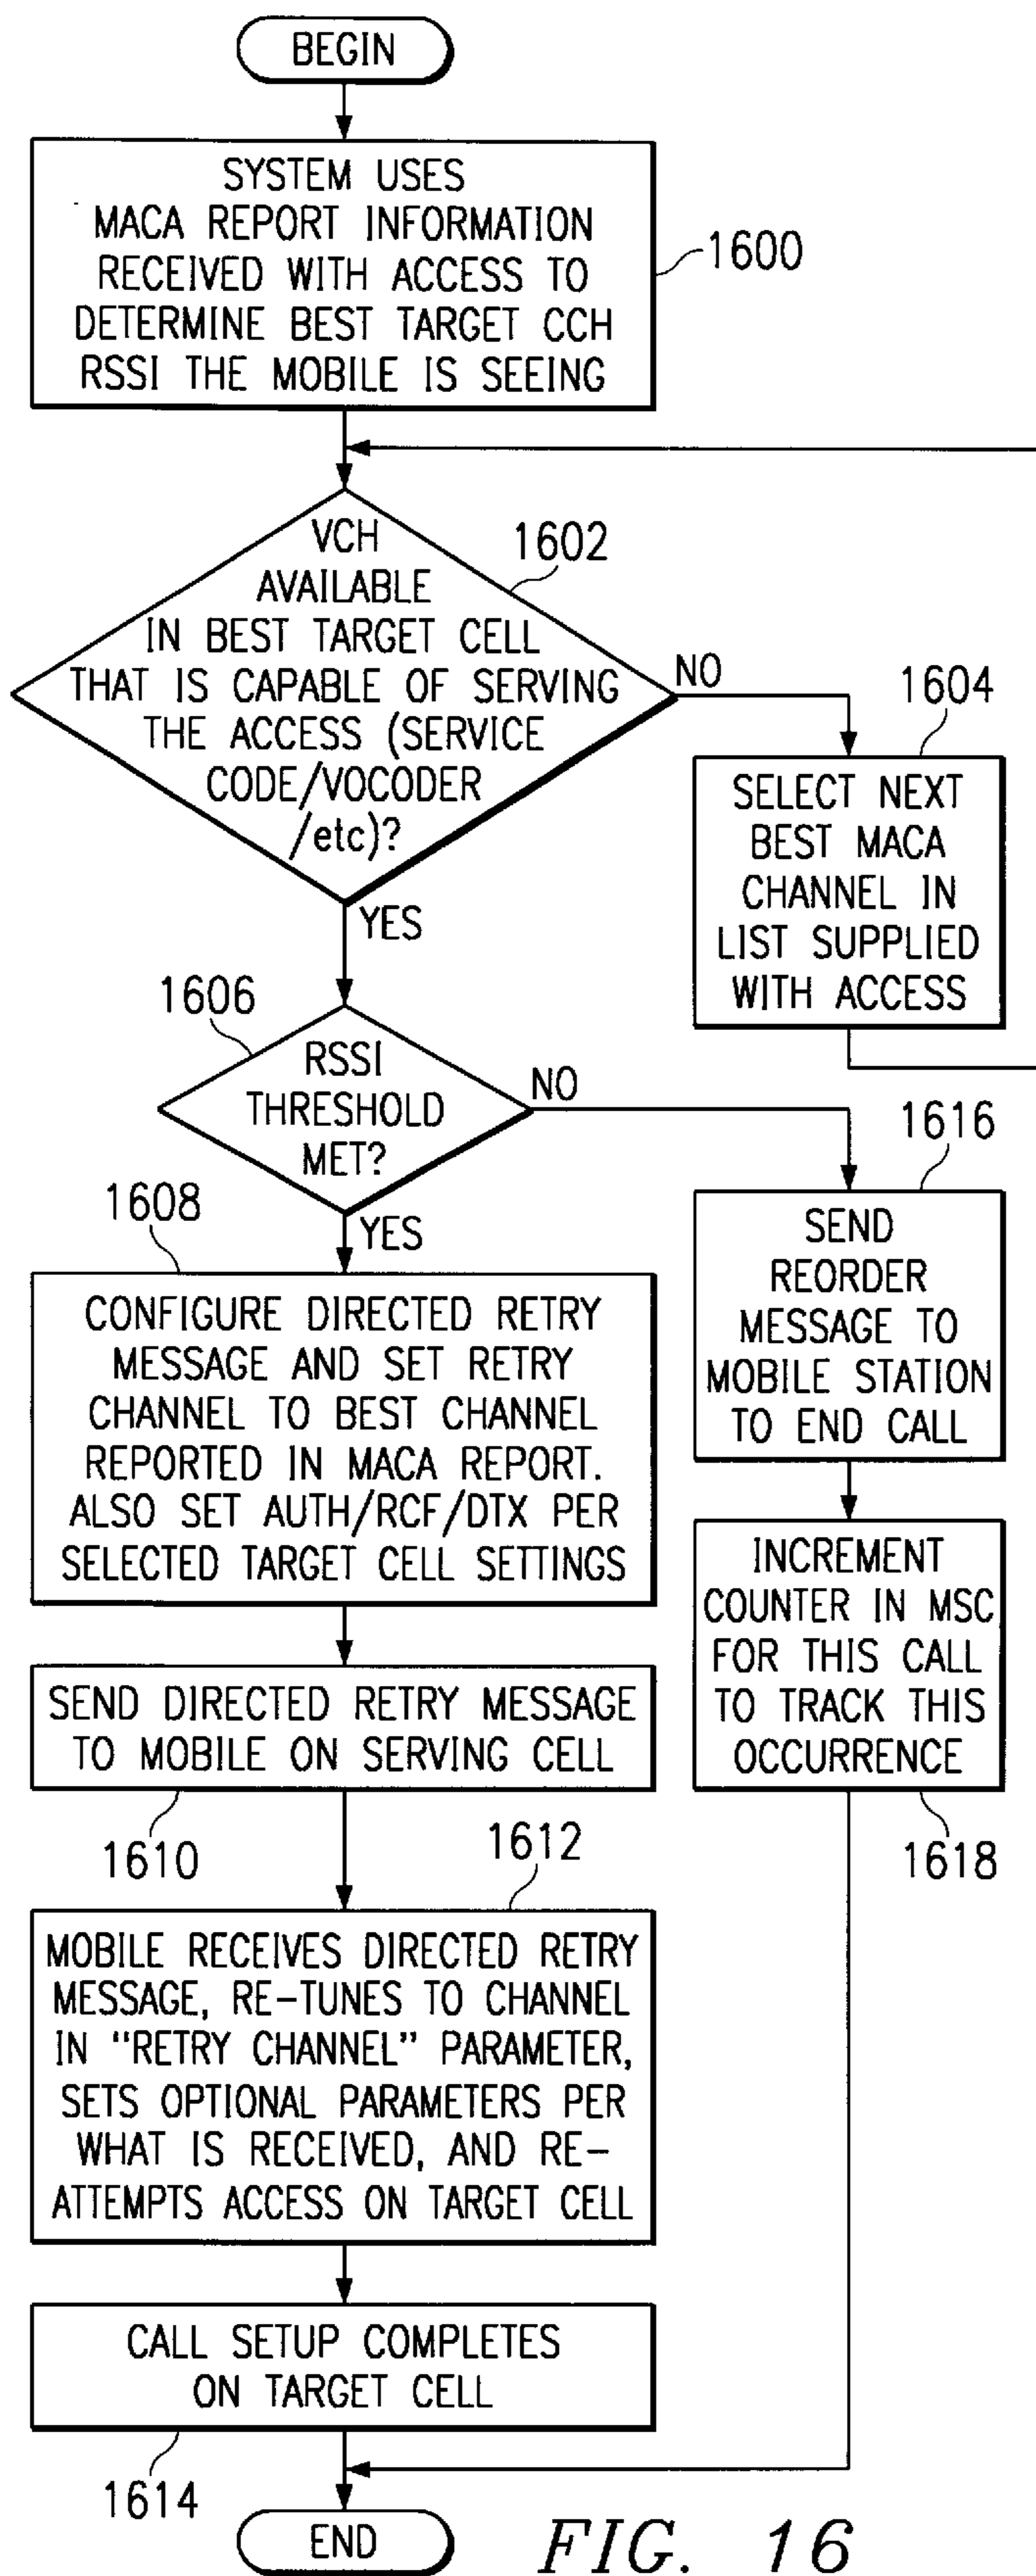 BEGIN
SYSTEM USES
MACA REPORT INFORMATION
RECEIVED WITH ACCESS TO
DETERMINE BEST TARGET CCH
RSSI THE MOBILE IS SEEING
1600
VCH
AVAILABLE
IN BEST TARGET CELL
THAT IS CAPABLE OF SERVING
THE ACCESS (SERVICE
CODE/VOCODER
/etc)?
1602
NO
YES
1604
SELECT NEXT
BEST MACA
CHANNEL IN
LIST SUPPLIED
WITH ACCESS
1606
RSSI
THRESHOLD
MET?
NO
YES
1608
CONFIGURE DIRECTED RETRY
MESSAGE AND SET RETRY
CHANNEL TO BEST CHANNEL
REPORTED IN MACA REPORT.
ALSO SET AUTH/RCF/DTX PER
SELECTED TARGET CELL SETTINGS
1616
SEND
REORDER
MESSAGE TO
MOBILE STATION
TO END CALL
INCREMENT
COUNTER IN MSC
FOR THIS CALL
TO TRACK THIS
OCCURRENCE
1618
SEND DIRECTED RETRY MESSAGE
TO MOBILE ON SERVING CELL
1610
1612
MOBILE RECEIVES DIRECTED RETRY
MESSAGE, RE-TUNES TO CHANNEL
IN "RETRY CHANNEL" PARAMETER,
SETS OPTIONAL PARAMETERS PER
WHAT IS RECEIVED, AND RE-
ATTEMPTS ACCESS ON TARGET CELL
CALL SETUP COMPLETES
ON TARGET CELL
1614
END
FIG. 16